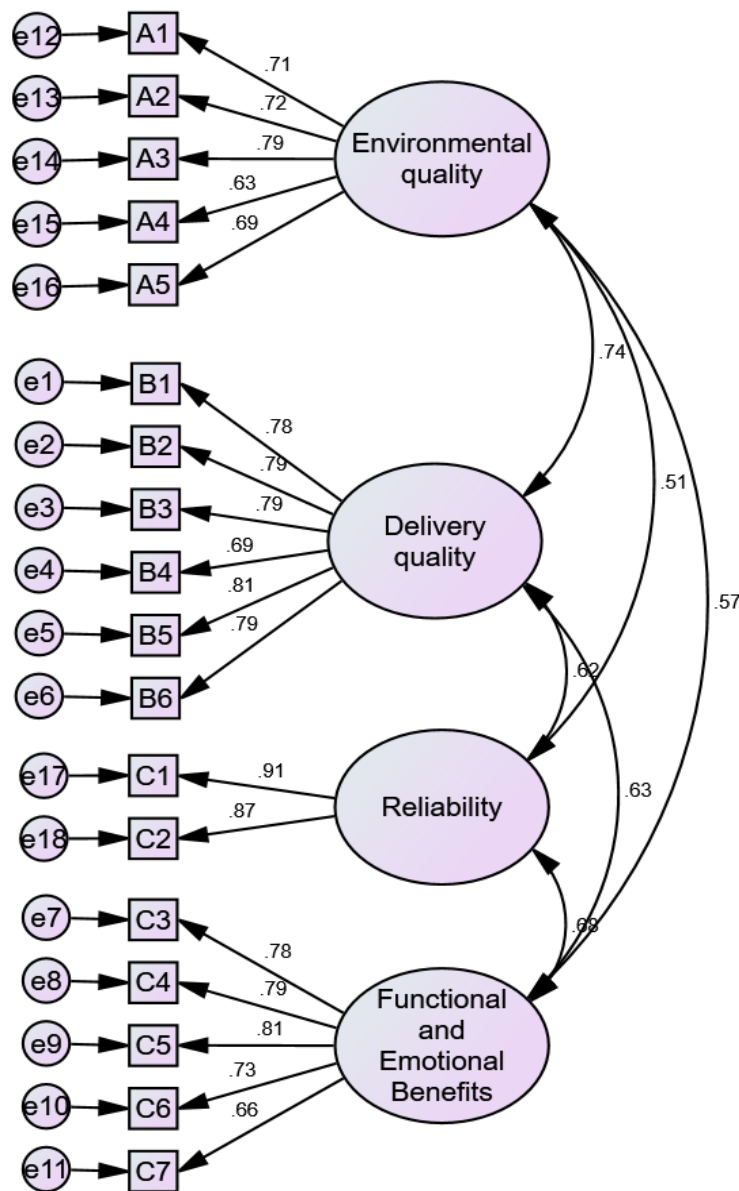 e12
A1
.71
e13
A2
.72
e14
A3
.79
e15
A4
.63
e16
A5
.69
Environmental
quality
.74
.51
.57
e1
B1
.78
e2
B2
.79
e3
B3
.79
e4
B4
.69
e5
B5
.81
e6
B6
.79
Delivery
quality
.62
.63
e17
C1
.91
e18
C2
.87
Reliability
.68
e7
C3
.78
e8
C4
.79
e9
C5
.81
e10
C6
.73
e11
C7
.66
Functional
and
Emotional
Benefits